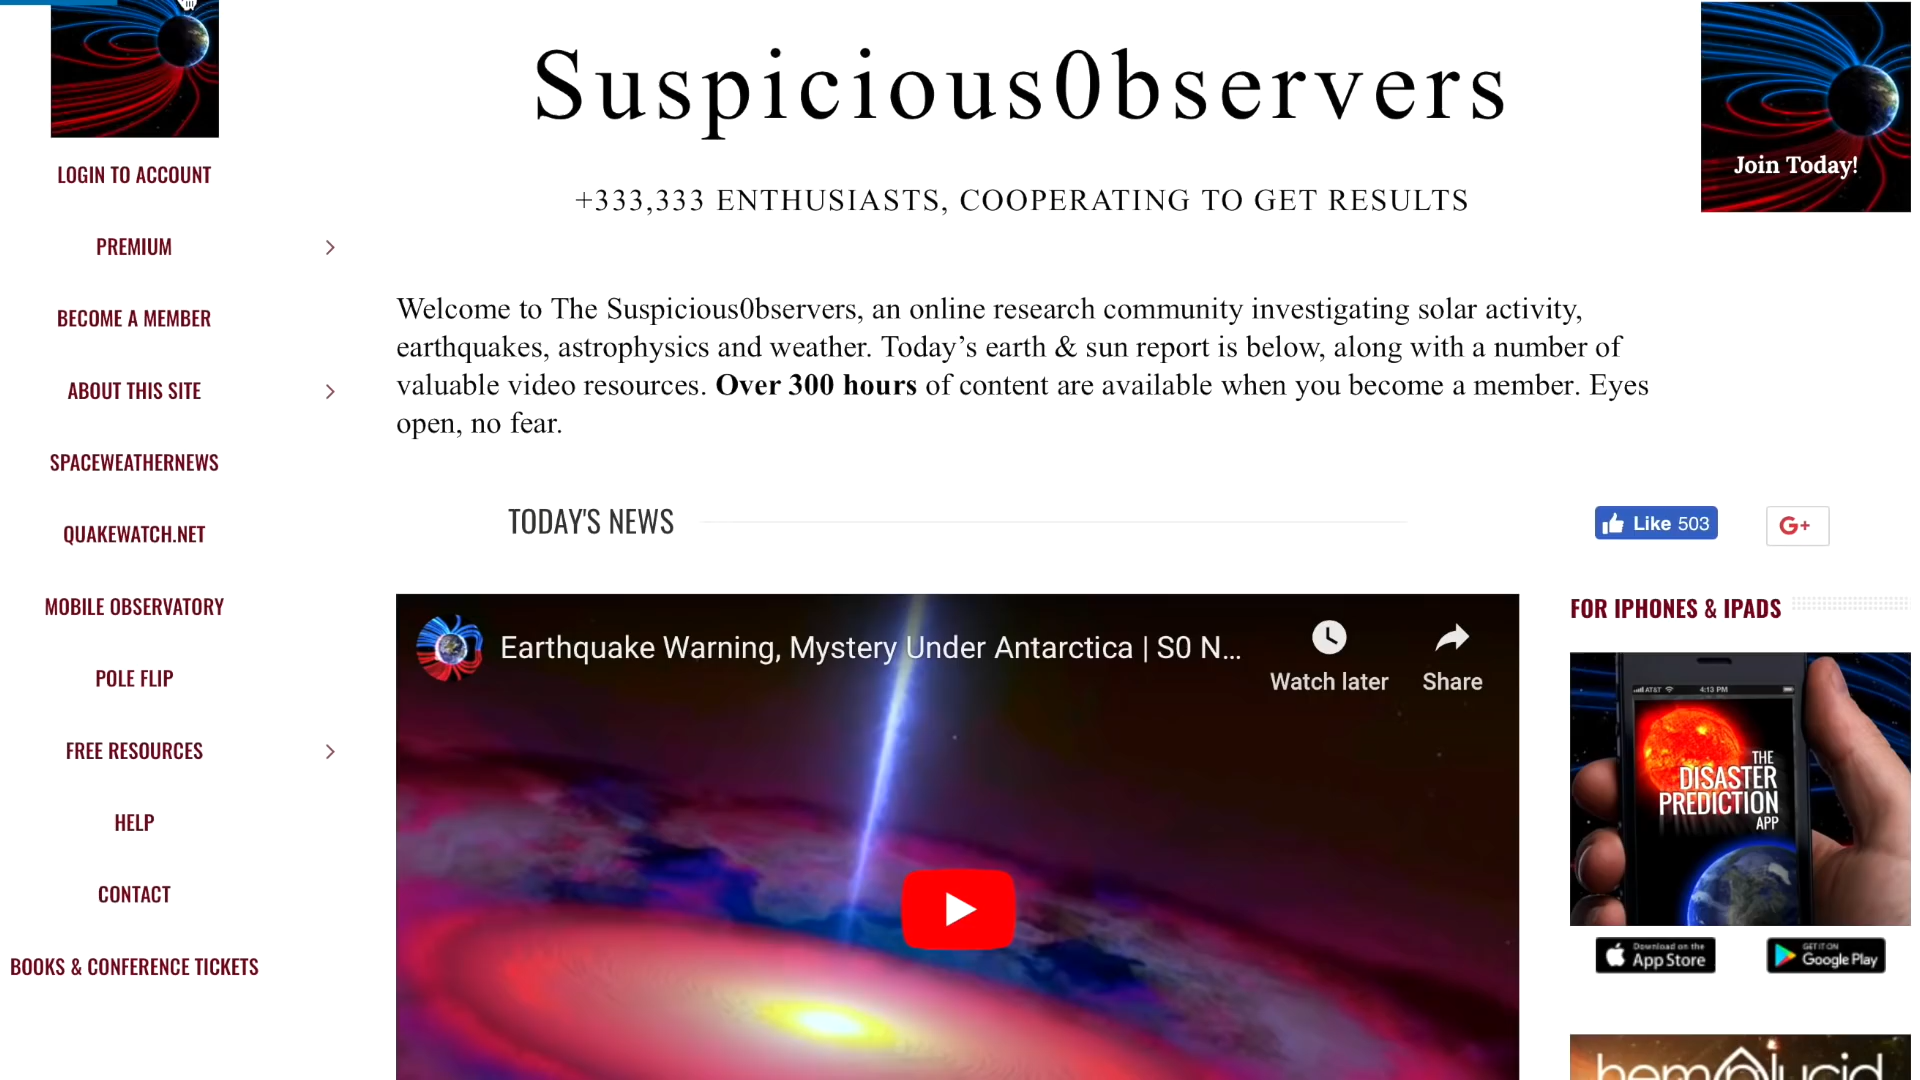 Suspicious0bservers
+333,333 ENTHUSIASTS, COOPERATING TO GET RESULTS
Join Today!
LOGIN TO ACCOUNT
PREMIUM
BECOME A MEMBER
ABOUT THIS SITE
SPACEWEATHERNEWS
QUAKEWATCH.NET
MOBILE OBSERVATORY
POLE FLIP
FREE RESOURCES
HELP
CONTACT
BOOKS & CONFERENCE TICKETS
Welcome to The Suspicious0bservers, an online research community investigating solar activity,
earthquakes, astrophysics and weather. Today’s earth & sun report is below, along with a number of
valuable video resources. Over 300 hours of content are available when you become a member. Eyes
open, no fear.
TODAY'S NEWS
Like 503
G+
Earthquake Warning, Mystery Under Antarctica | S0 N...
Watch later
Share
FOR IPHONES & IPADS
AT&T 4:13 PM
THE
DISASTER
PREDICTION
APP
Download on the
App Store
GET IT ON
Google Play